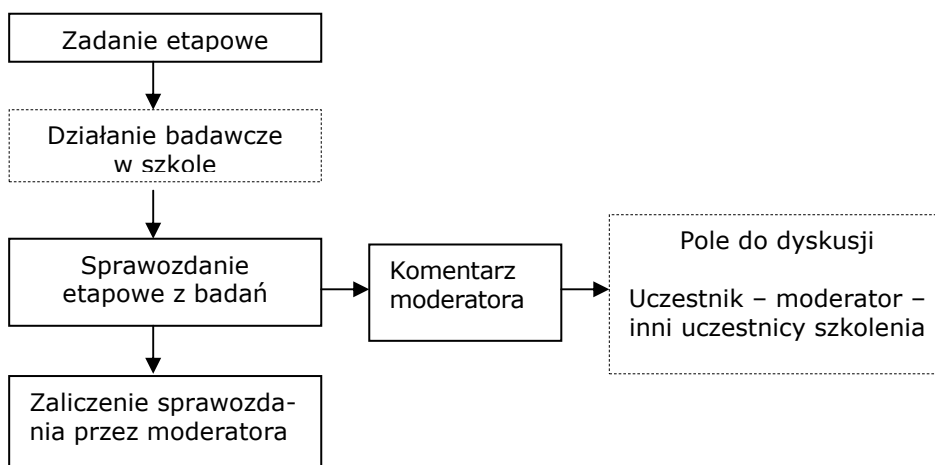 Zadanie etapowe
Działanie badawcze
w szkole
Sprawozdanie
etapowe z badań
Komentarz
moderatora
Pole do dyskusji
Uczestnik – moderator –
inni uczestnicy szkolenia
Zaliczenie sprawozda-
nia przez moderatora